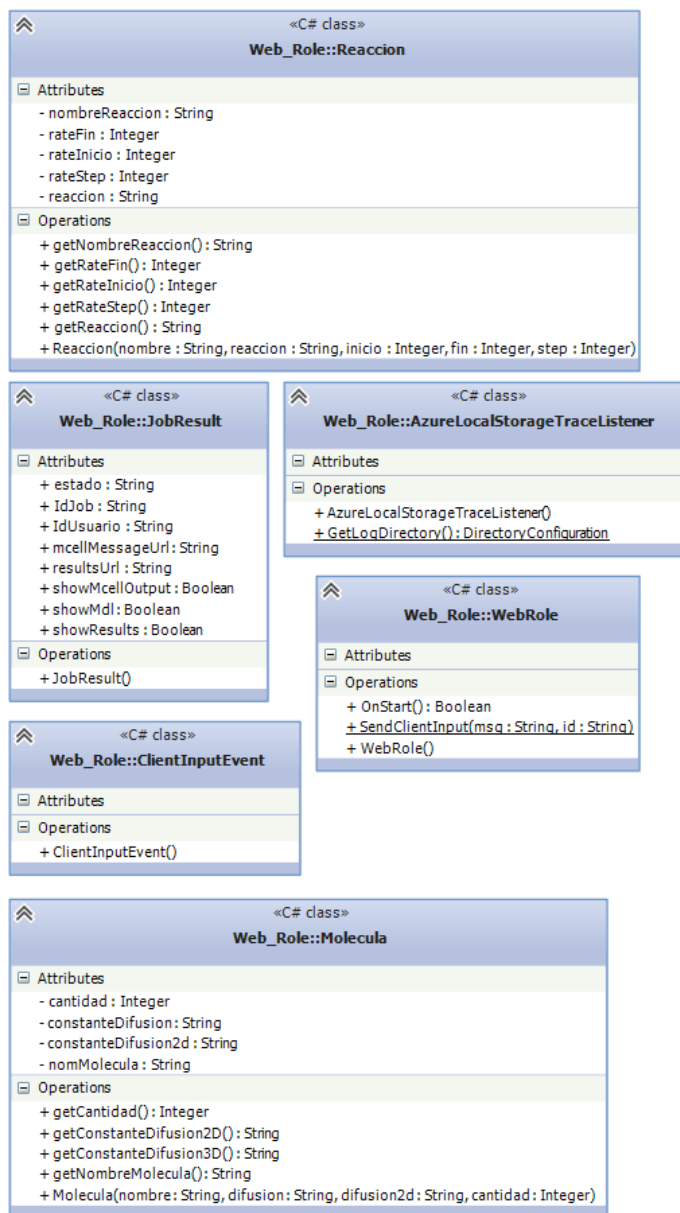 «C# class»
Web_Role::Reaccion
Attributes
- nombreReaccion : String
- rateFin : Integer
- rateInicio : Integer
- rateStep : Integer
- reaccion : String
Operations
+ getNombreReaccion() : String
+ getRateFin() : Integer
+ getRateInicio() : Integer
+ getRateStep() : Integer
+ getReaccion() : String
+ Reaccion(nombre : String, reaccion : String, inicio : Integer, fin : Integer, step : Integer)
«C# class»
Web_Role::JobResult
Attributes
+ estado : String
+ IdJob : String
+ IdUsuario : String
+ mcellMessageUrl : String
+ resultsUrl : String
+ showMcellOutput : Boolean
+ showMdl : Boolean
+ showResults : Boolean
Operations
+ JobResult()
«C# class»
Web_Role::AzureLocalStorageTraceListener
Attributes
Operations
+ AzureLocalStorageTraceListener()
+ GetLogDirectory() : DirectoryConfiguration
«C# class»
Web_Role::WebRole
Attributes
Operations
+ OnStart() : Boolean
+ SendClientInput(msg : String, id : String)
+ WebRole()
«C# class»
Web_Role::ClientInputEvent
Attributes
Operations
+ ClientInputEvent()
«C# class»
Web_Role::Molecula
Attributes
- cantidad : Integer
- constanteDifusion : String
- constanteDifusion2d : String
- nomMolecula : String
Operations
+ getCantidad() : Integer
+ getConstanteDifusion2D() : String
+ getConstanteDifusion3D() : String
+ getNombreMolecula() : String
+ Molecula(nombre : String, difusion : String, difusion2d : String, cantidad : Integer)